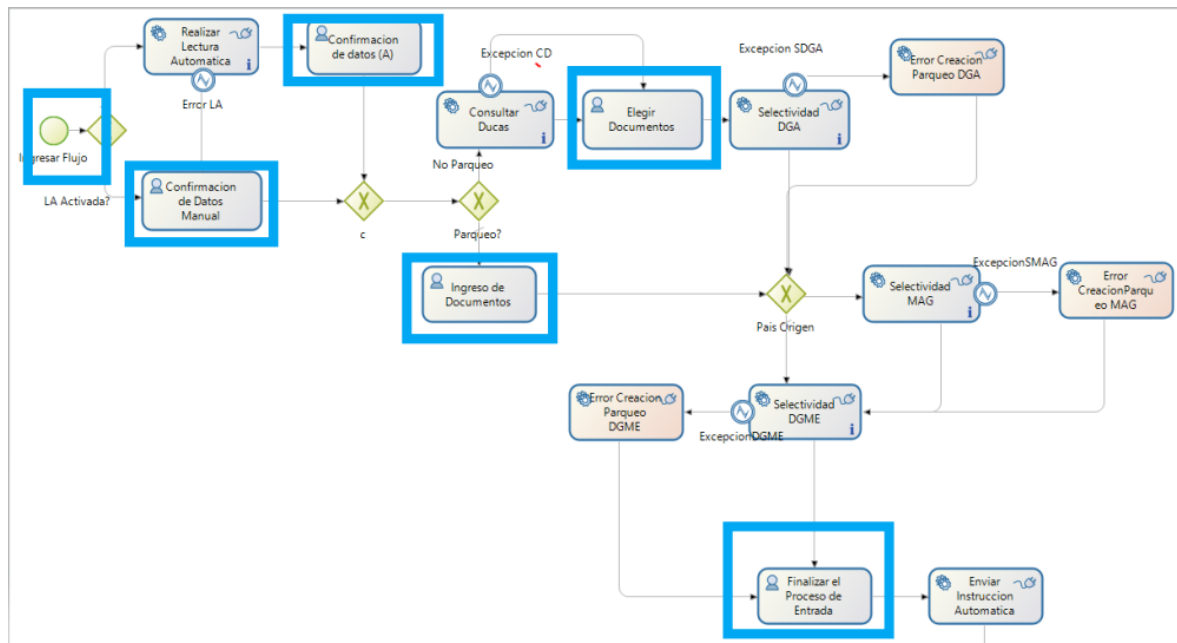 Realizar
Lectura
Automatica
Error LA
Confirmacion
de datos (A)
Ingresar Flujo
LA Activada?
Confirmacion
de Datos
Manual
c
Excepcion CD
Consultar
Ducas
No Parqueo
Parqueo?
Elegir
Documentos
Excepcion SDGA
Selectividad
DGA
Error Creacion
Parqueo DGA
Ingreso de
Documentos
Pais Origen
Selectividad
MAG
ExcepcionSMAG
Error
CreacionParqu
eo MAG
Error Creacion
Parqueo
DGME
ExcepcionDGME
Selectividad
DGME
Finalizar el
Proceso de
Entrada
Enviar
Instruccion
Automatica